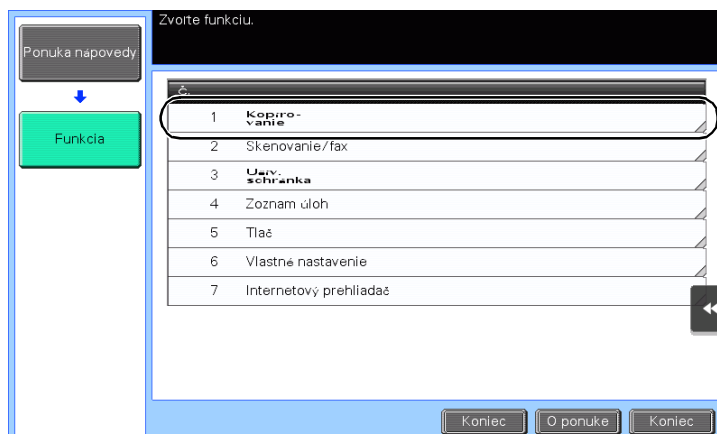 Zvoľte funkciu.
Ponuka nápovedy
Funkcia
Č.
1 Kopíro-
vanie
2 Skenovanie/fax
3 Užív.
schránka
4 Zoznam úloh
5 Tlač
6 Vlastné nastavenie
7 Internetový prehliadač
Koniec O ponuke Koniec